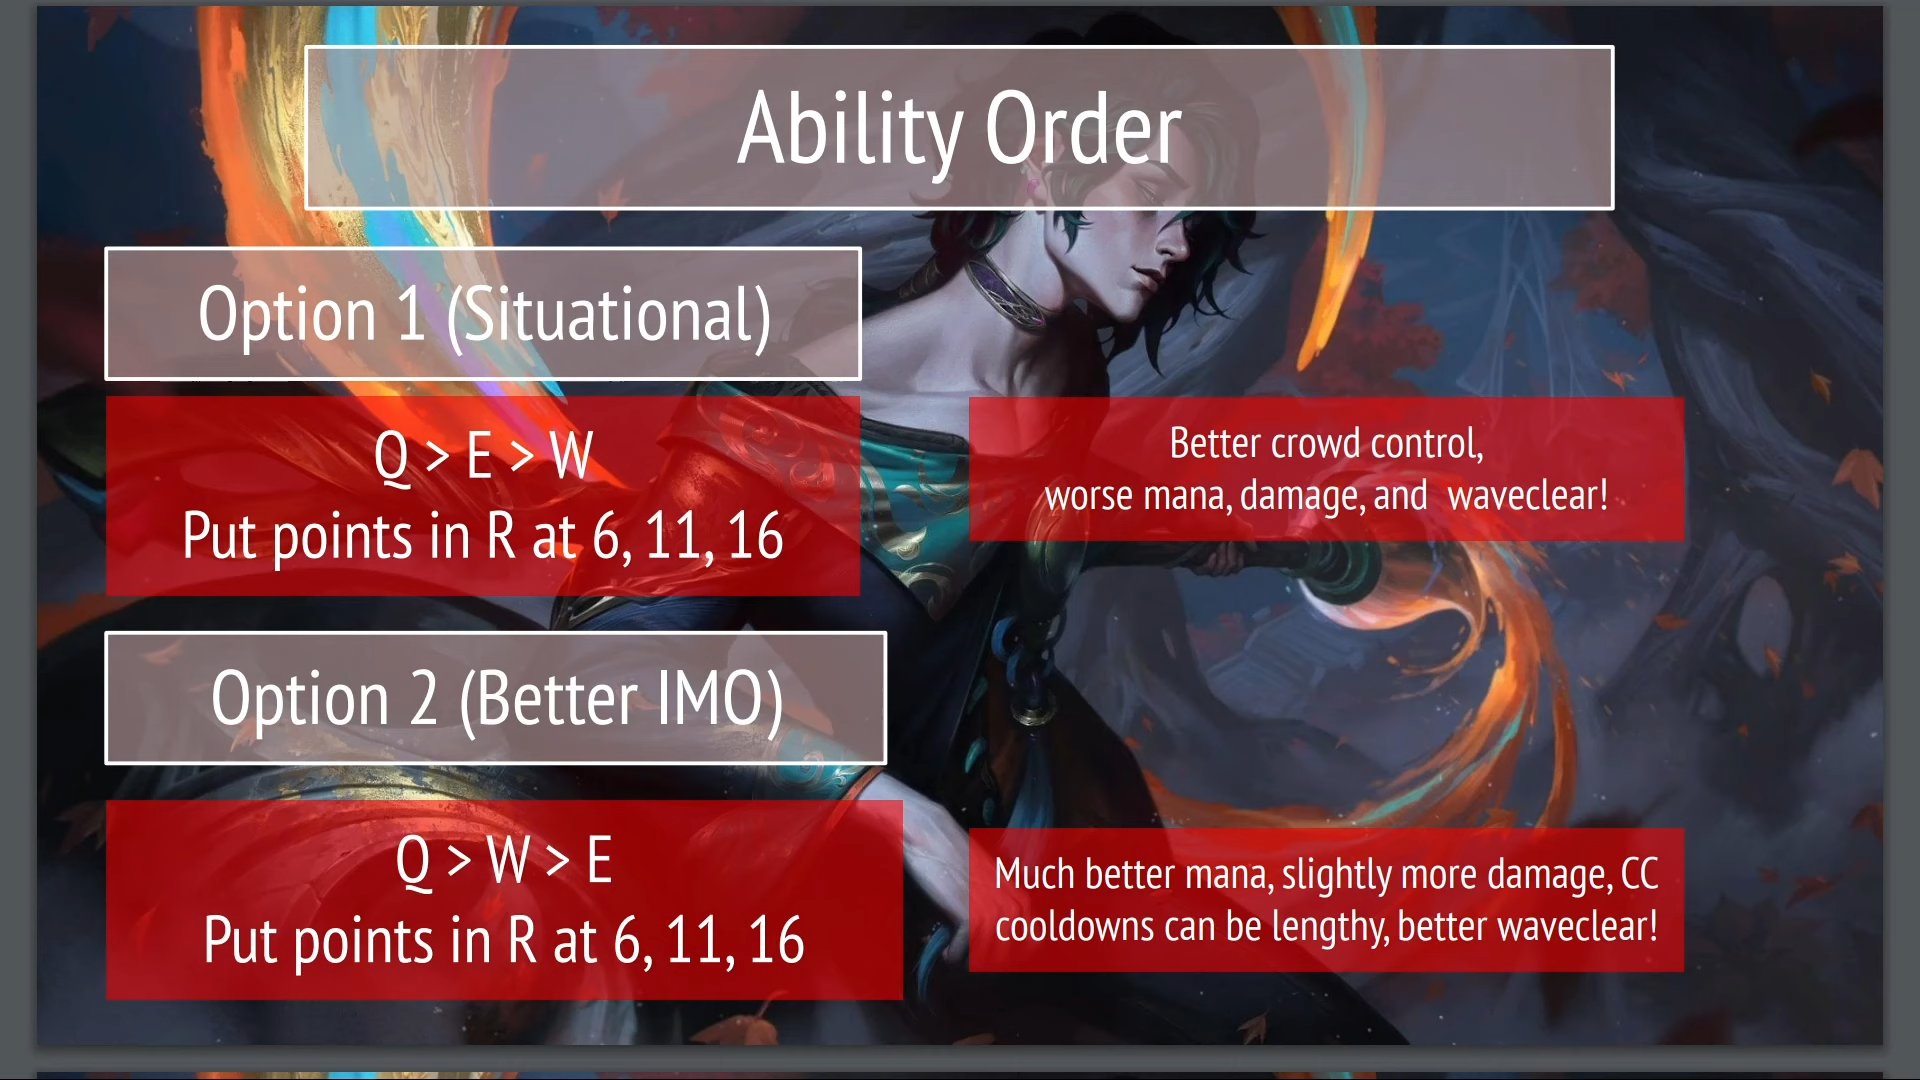 Ability Order
Option 1 (Situational)
Q > E > W
Put points in R at 6, 11, 16
Better crowd control,
worse mana, damage, and  waveclear!
Option 2 (Better IMO)
Q > W > E
Put points in R at 6, 11, 16
Much better mana, slightly more damage, CC
cooldowns can be lengthy, better waveclear!